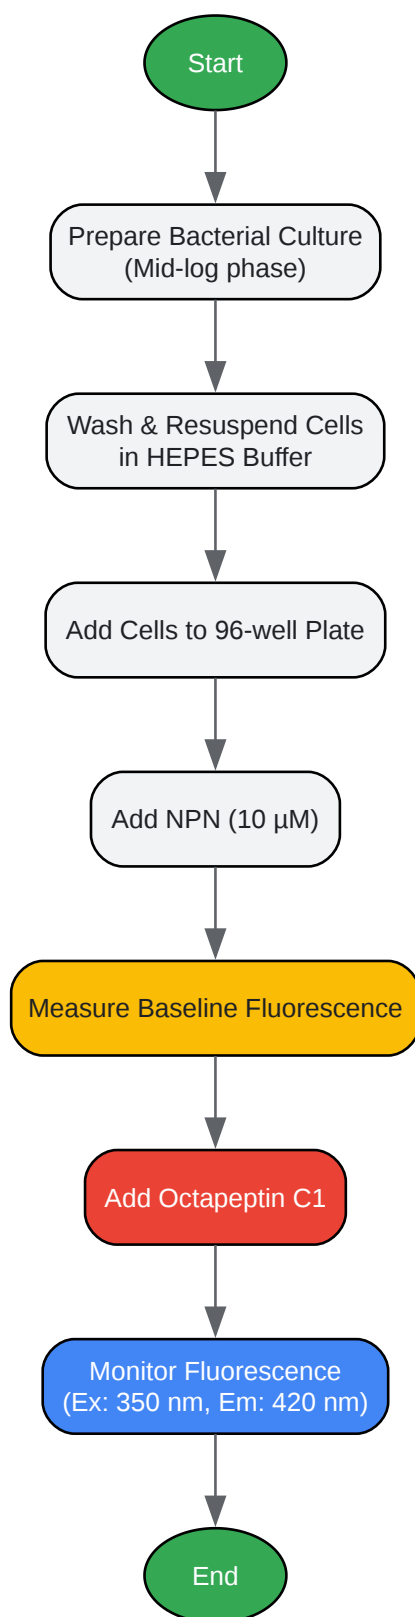 Start
Prepare Bacterial Culture
(Mid-log phase)
Wash & Resuspend Cells
in HEPES Buffer
Add Cells to 96-well Plate
Add NPN (10 µM)
Measure Baseline Fluorescence
Add Octapeptin C1
Monitor Fluorescence
(Ex: 350 nm, Em: 420 nm)
End